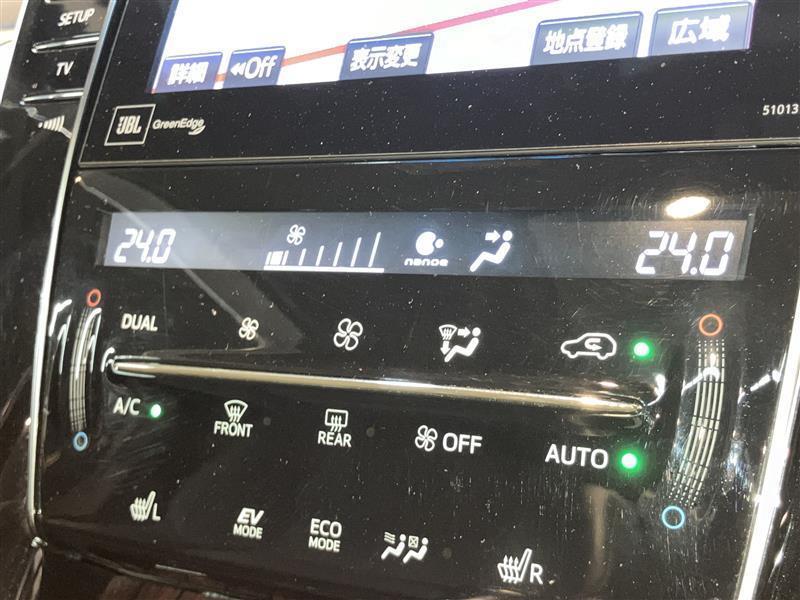 SETUP
TV
詳細 ◀◀Off 表示変更 地点登録 広域
JBL GreenEdge
51013
24.0 nanoe 24.0
DUAL
A/C FRONT REAR OFF AUTO
L EV MODE ECO MODE R